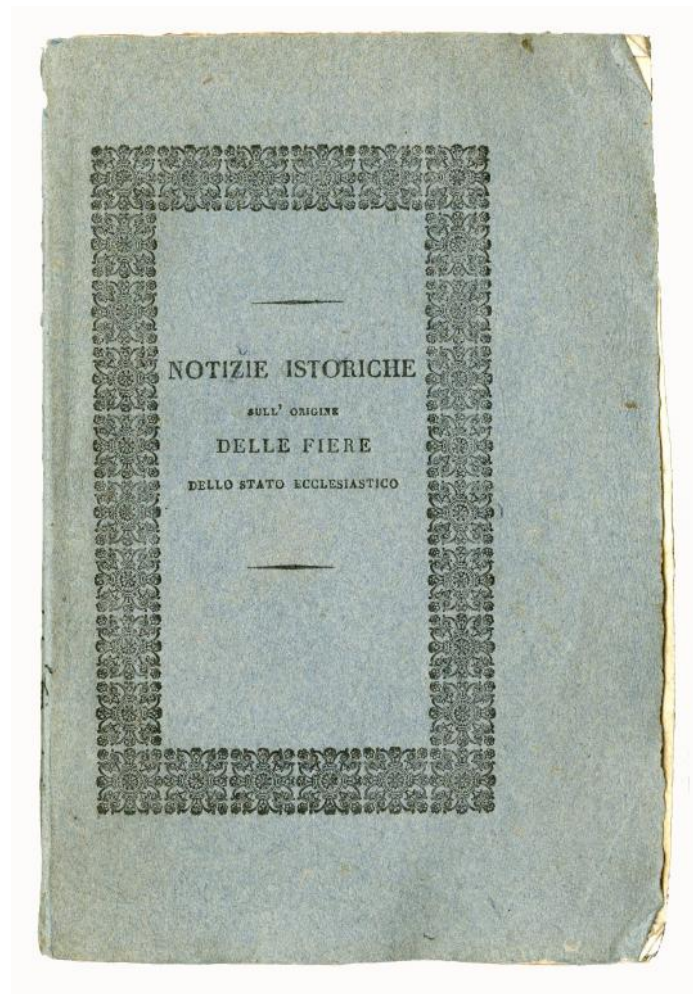 NOTIZIE ISTORICHE
SULL' ORIGINE
DELLE FIERE
DELLO STATO ECCLESIASTICO